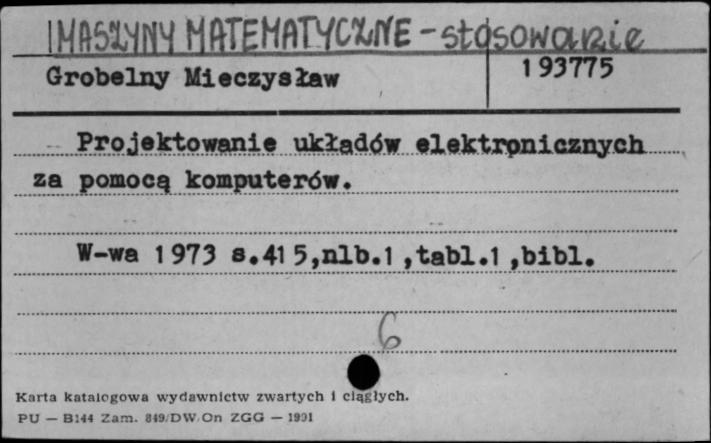 MASZYNY MATEMATYCZNE - stosowanie
Grobelny Mieczysław
193775
Projektowanie układów elektronicznych
za pomocą komputerów.
W-wa 1973 s.415,nlb.1,tabl.1,bibl.
6
Karta katalogowa wydawnictw zwartych i ciągłych.
PU — B144 Zam. 849/DW/On ZGG — 1991